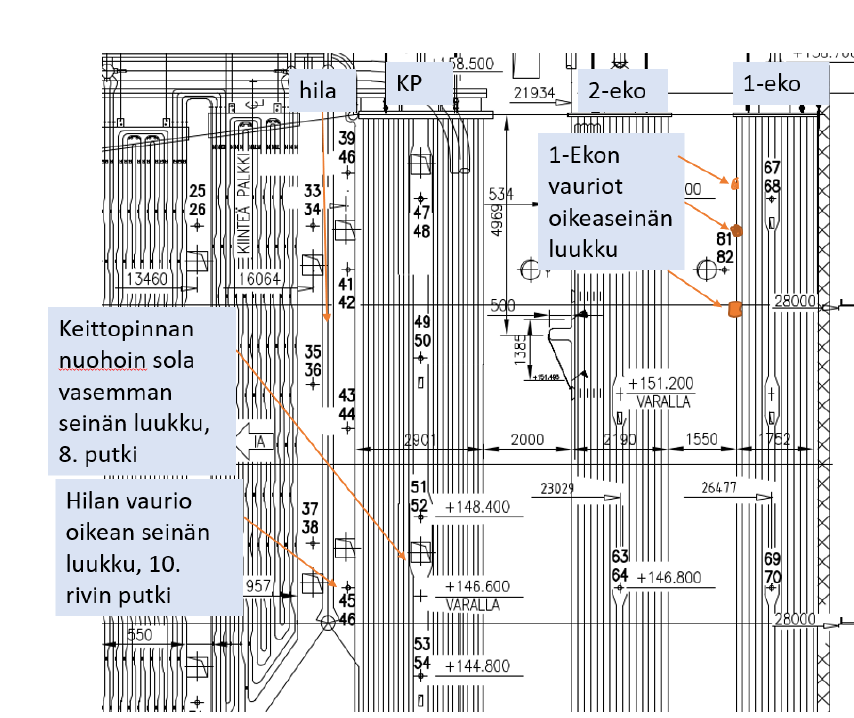 158.500
hila
KP
2-eko
1-eko
21934
39
46
1-Ekon
vauriot
oikeaseinän
luukku
67
68
25
26
KIINTEÄ PALKKI
33
34
534
4969
47
48
81
82
13460
16064
41
42
500
28000
Keittopinnan
nuohoin sola
vasemman
seinän luukku,
8. putki
49
50
1385
35
36
+151.200
VARALLA
43
44
IA
2901
2000
2190
1550
1752
Hilan vaurio
oikean seinän
luukku, 10.
rivin putki
51
52
+148.400
23029
26477
37
38
63
64
+146.800
69
70
957
+146.600
VARALLA
45
46
28000
550
53
54
+144.800